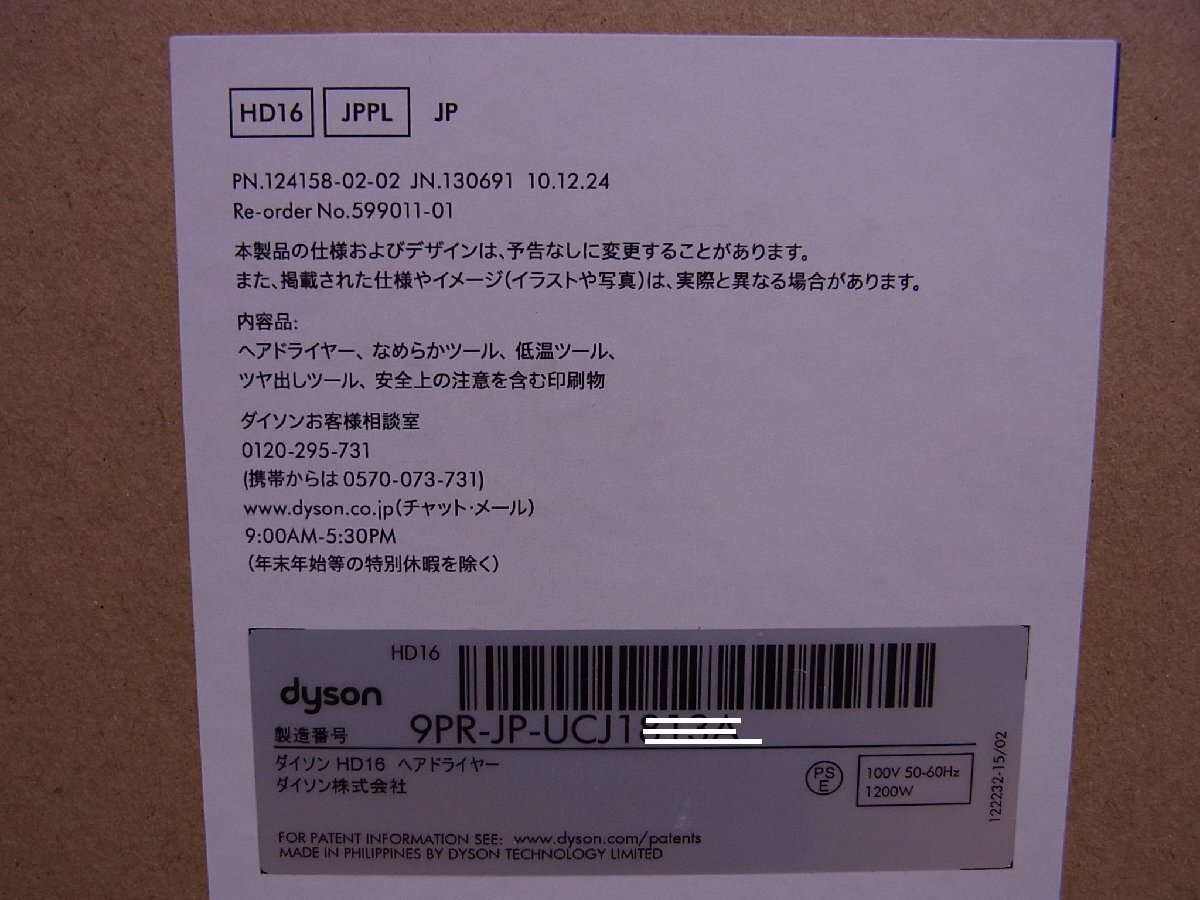 HD16 JPPL JP
PN.124158-02-02 JN.130691 10.12.24
Re-order No.599011-01
本製品の仕様およびデザインは、予告なしに変更することがあります。
また、掲載された仕様やイメージ(イラストや写真)は、実際と異なる場合があります。
内容品:
ヘアドライヤー、なめらかツール、低温ツール、
ツヤ出しツール、安全上の注意を含む印刷物
ダイソンお客様相談室
0120-295-731
(携帯からは 0570-073-731)
www.dyson.co.jp(チャット・メール)
9:00AM-5:30PM
(年末年始等の特別休暇を除く)
HD16
dyson
製造番号 9PR-JP-UCJ1
ダイソン HD16 ヘアドライヤー
ダイソン株式会社
PS E
100V 50-60Hz
1200W
122232-15/02
FOR PATENT INFORMATION SEE: www.dyson.com/patents
MADE IN PHILIPPINES BY DYSON TECHNOLOGY LIMITED